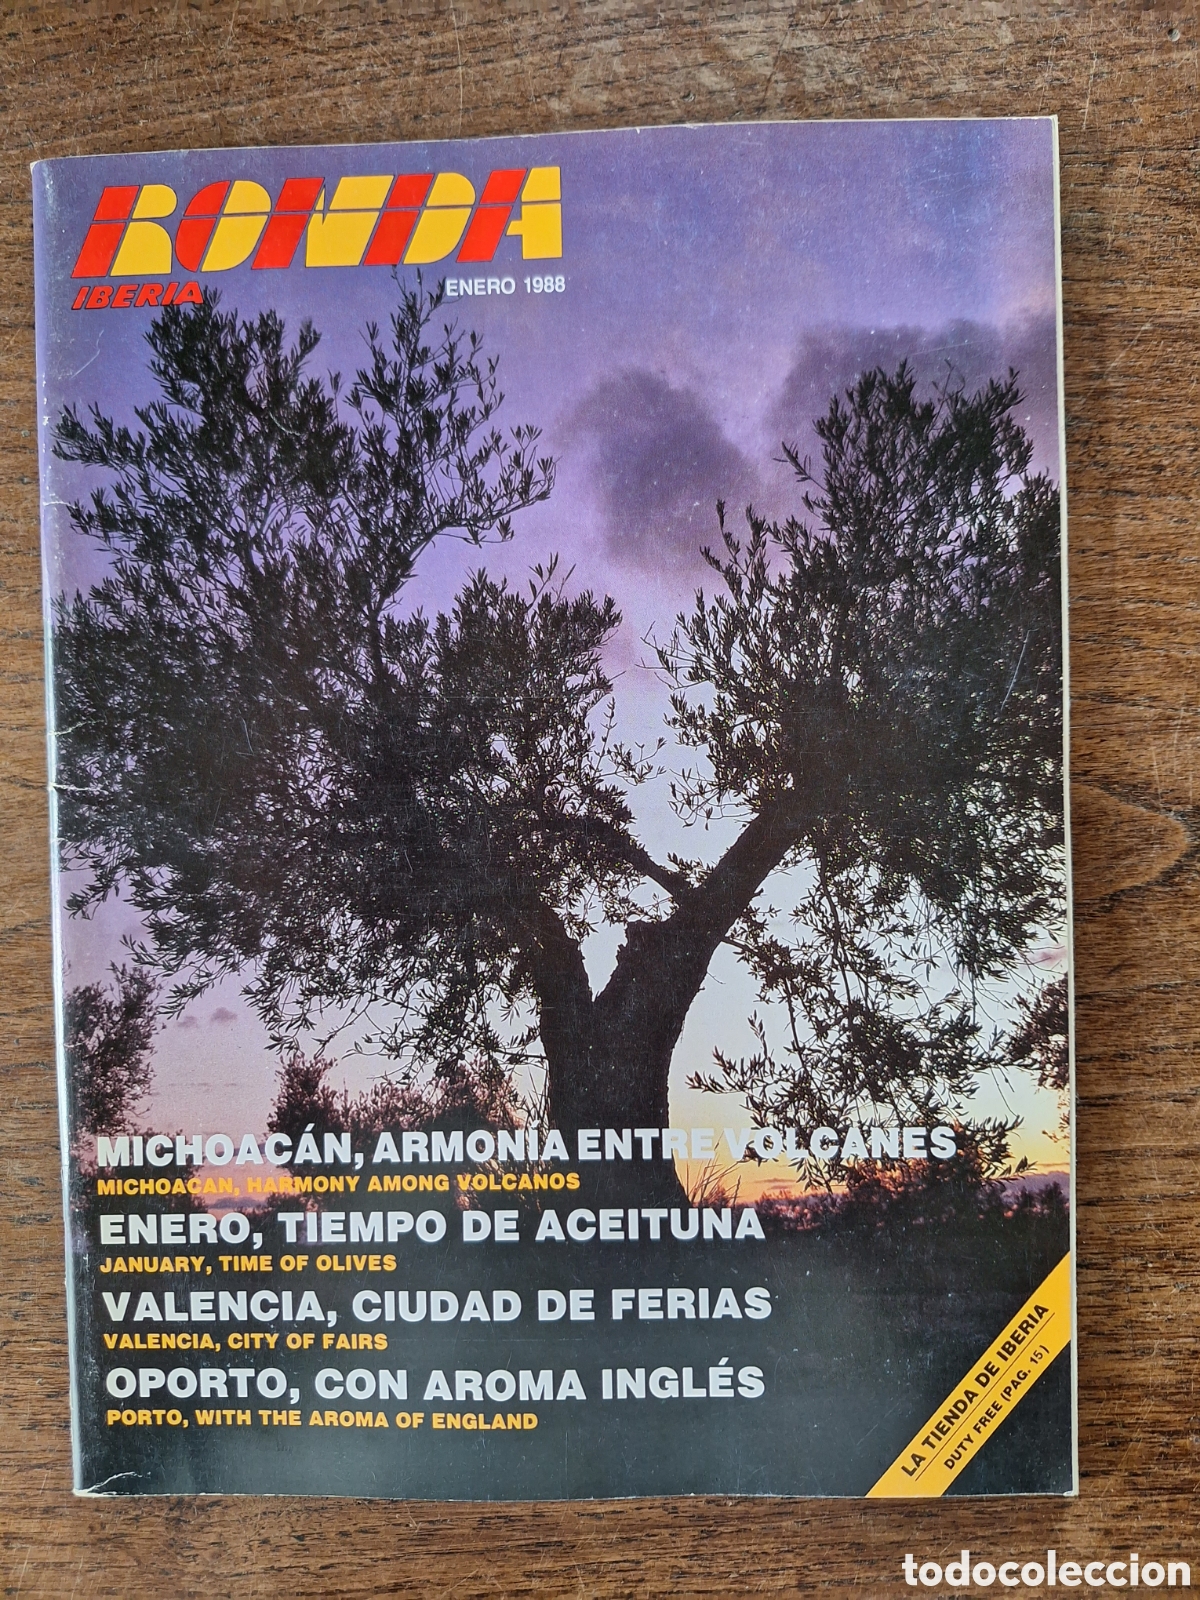 RONDA
IBERIA
ENERO 1988
MICHOACÁN, ARMONÍA ENTRE VOLCANES
MICHOACAN, HARMONY AMONG VOLCANOS
ENERO, TIEMPO DE ACEITUNA
JANUARY, TIME OF OLIVES
VALENCIA, CIUDAD DE FERIAS
VALENCIA, CITY OF FAIRS
OPORTO, CON AROMA INGLÉS
PORTO, WITH THE AROMA OF ENGLAND
LA TIENDA DE IBERIA
DUTY FREE (PAG. 15)
todocoleccion